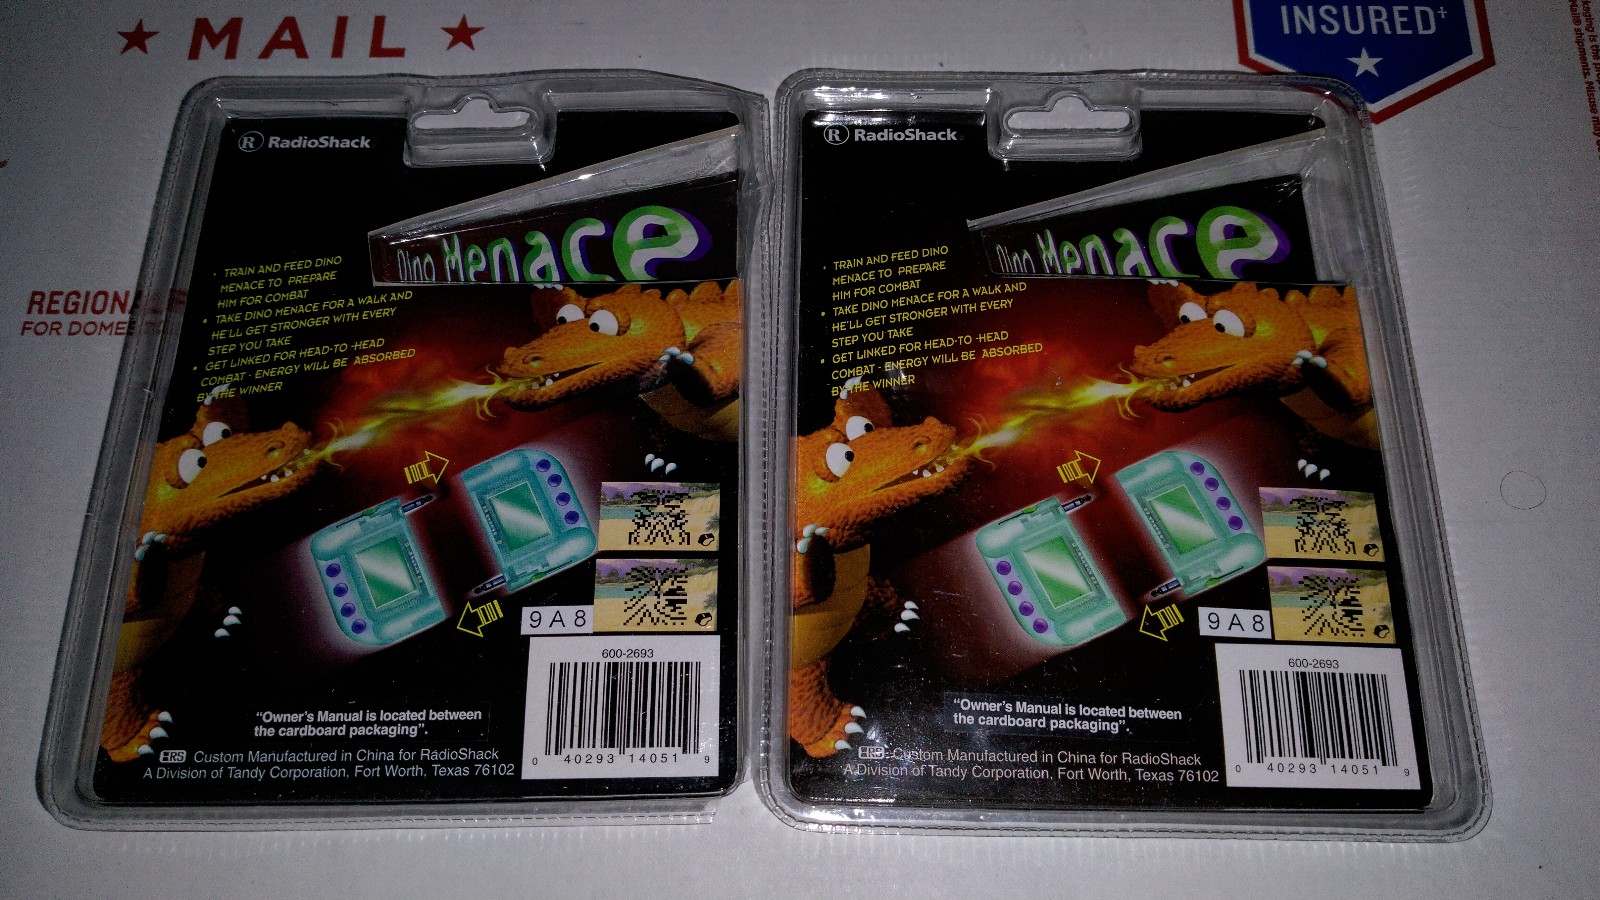 ★ MAIL ★
INSURED†
REGIONAL
FOR DOMES
® RadioShack
Dino Menace
• TRAIN AND FEED DINO
MENACE TO PREPARE
HIM FOR COMBAT
• TAKE DINO MENACE FOR A WALK AND
HE'LL GET STRONGER WITH EVERY
STEP YOU TAKE
• GET LINKED FOR HEAD-TO -HEAD
COMBAT - ENERGY WILL BE ABSORBED
BY THE WINNER
9A8
600-2693
0 40293 14051 9
“Owner's Manual is located between
the cardboard packaging”.
ERS Custom Manufactured in China for RadioShack
A Division of Tandy Corporation, Fort Worth, Texas 76102
® RadioShack
Dino Menace
• TRAIN AND FEED DINO
MENACE TO PREPARE
HIM FOR COMBAT
• TAKE DINO MENACE FOR A WALK AND
HE'LL GET STRONGER WITH EVERY
STEP YOU TAKE
• GET LINKED FOR HEAD-TO -HEAD
COMBAT - ENERGY WILL BE ABSORBED
BY THE WINNER
9A8
600-2693
0 40293 14051 9
“Owner's Manual is located between
the cardboard packaging”.
ERS Custom Manufactured in China for RadioShack
A Division of Tandy Corporation, Fort Worth, Texas 76102